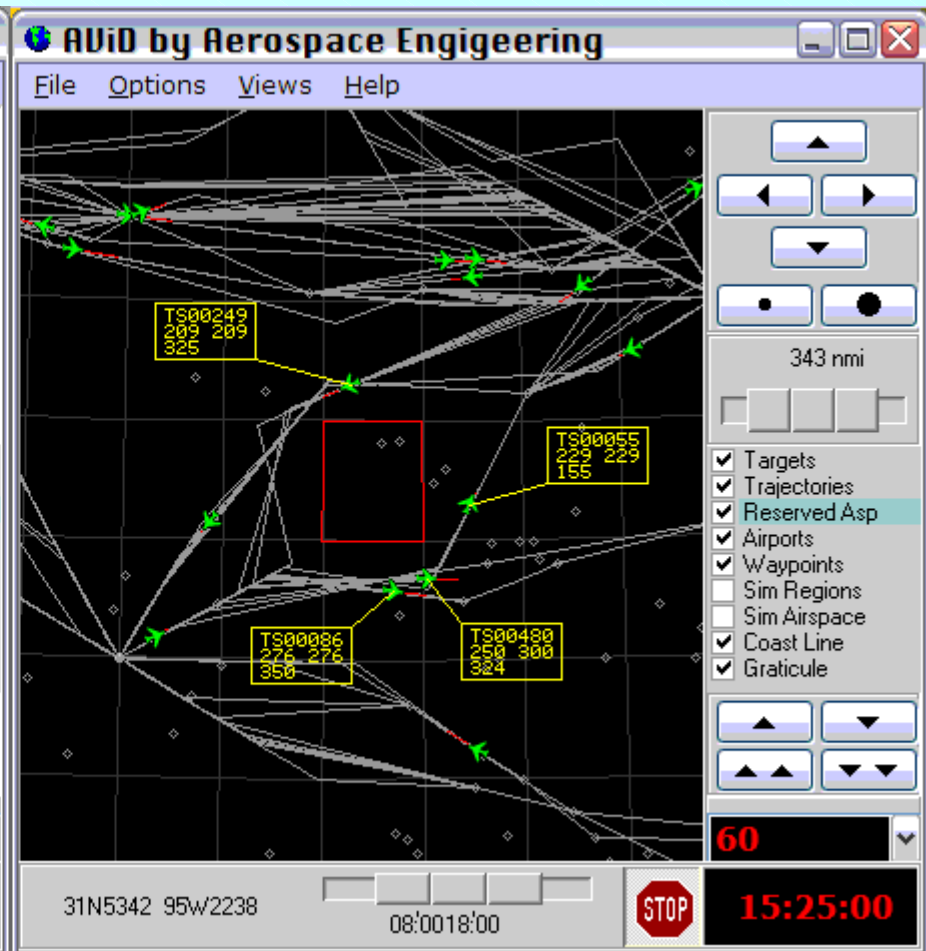 AViD by Aerospace Engigeering
File Options Views Help
343 nmi
TS00249
209 209
325
TS00055
229 229
155
Targets
Trajectories
Reserved Asp
Airports
Waypoints
Sim Regions
Sim Airspace
Coast Line
Graticule
TS00086
276 276
350
TS00480
250 300
324
60
31N5342 95W2238
08'0018'00
STOP
15:25:00